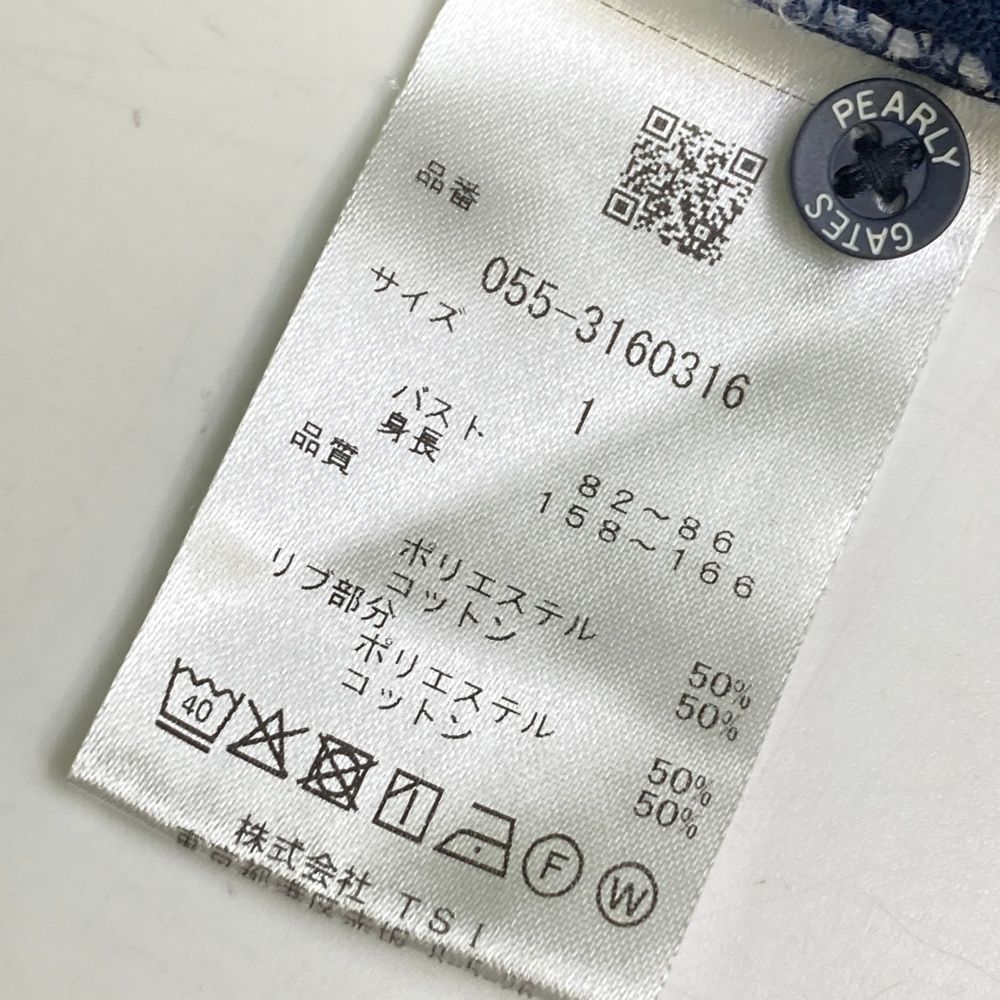 PEARLY
GATES
品番
055-3160316
サイズ
1
バスト 82~86
身長 158~166
品質
ポリエステル 50%
コットン 50%
リブ部分
ポリエステル 50%
コットン 50%
40
F
W
株式会社 TSI